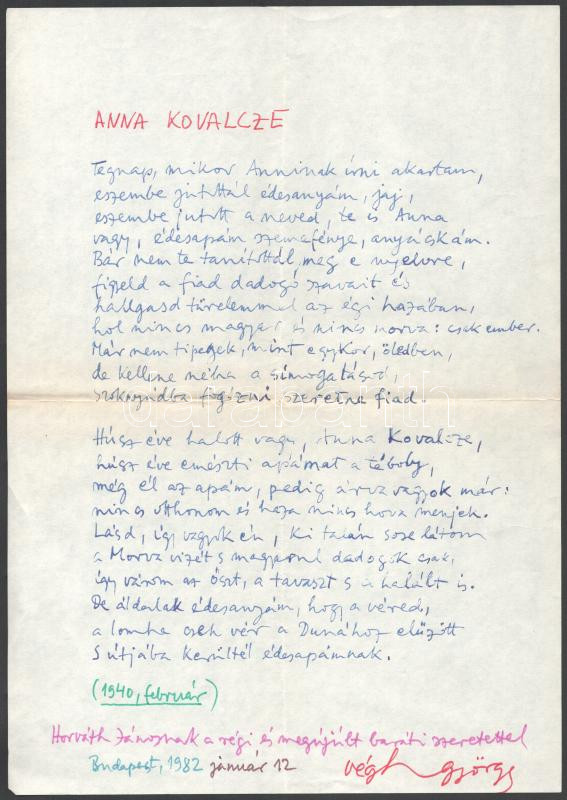 ANNA KOVALCZE
Tegnap, mikor Anninak írni akartam,
eszembe jutottál édesanyám, jaj,
eszembe jutott a neved, te is Anna
vagy, édesapám szemefénye, anyácskám.
Bár nem te tanítottál meg e nyelvre,
figyeld a fiad dadogó szavait és
hallgasd türelemmel az égi hazában,
hol nincs magyar és nincs morva: csak ember.
Már nem tipegek, mint egykor, öledben,
de kellene néha a simogatásod,
szoknyádba fogózni szeretne fiad.
Húsz éve halott vagy, Anna Kovalcze,
húsz éve emészti apámat a téboly,
még él az apám, pedig árva vagyok már:
nincs otthonom és haza nincs hova menjek.
Lásd, így vagyok én, ki talán sose látom
a Morva vizét s magyarul dadogok csak,
így várom az őszt, a tavaszt s a halált is.
De áldalak édesanyám, hogy a véred,
a lomha cseh vér a Dunához elűzött
s útjába kerültél édesapámnak.
(1940, február)
Horváth Jánosnak a régi és megújult baráti szeretettel
Budapest, 1982 január 12
Végh György
darabanth